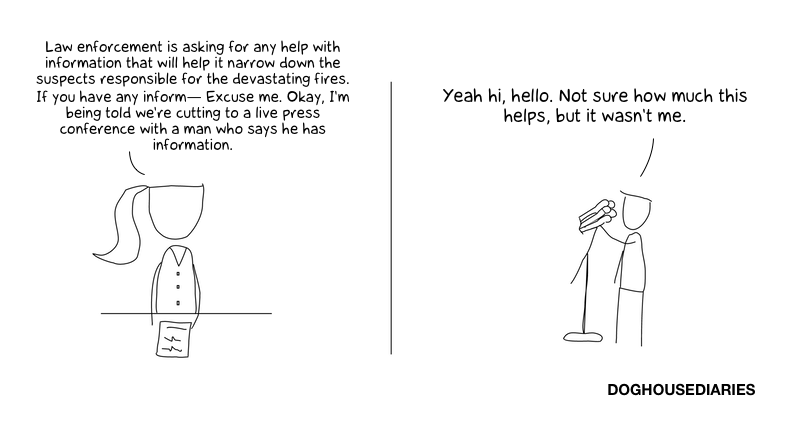 Law enforcement is asking for any help with
information that will help it narrow down the
suspects responsible for the devastating fires.
If you have any inform— Excuse me. Okay, I'm
being told we're cutting to a live press
conference with a man who says he has
information.
Yeah hi, hello. Not sure how much this
helps, but it wasn't me.
DOGHOUSEDIARIES